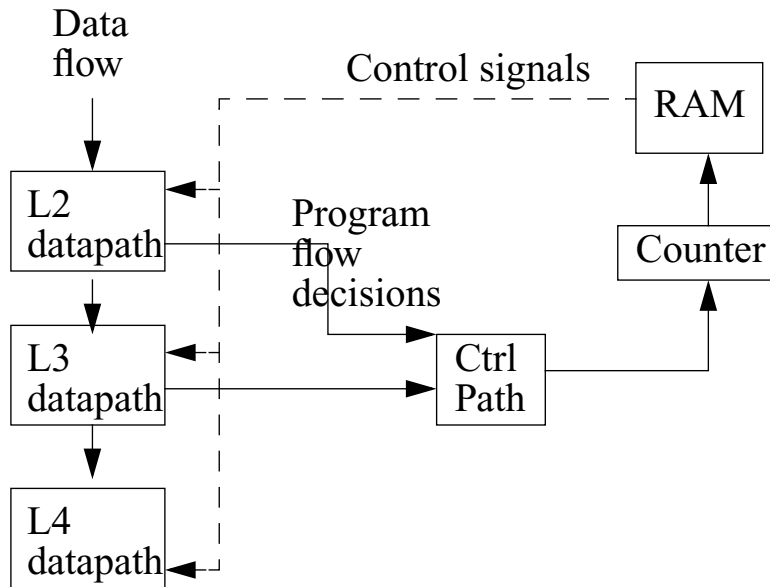 Data
flow
Control signals
RAM
L2
datapath
Program
flow
decisions
Counter
L3
datapath
Ctrl
Path
L4
datapath